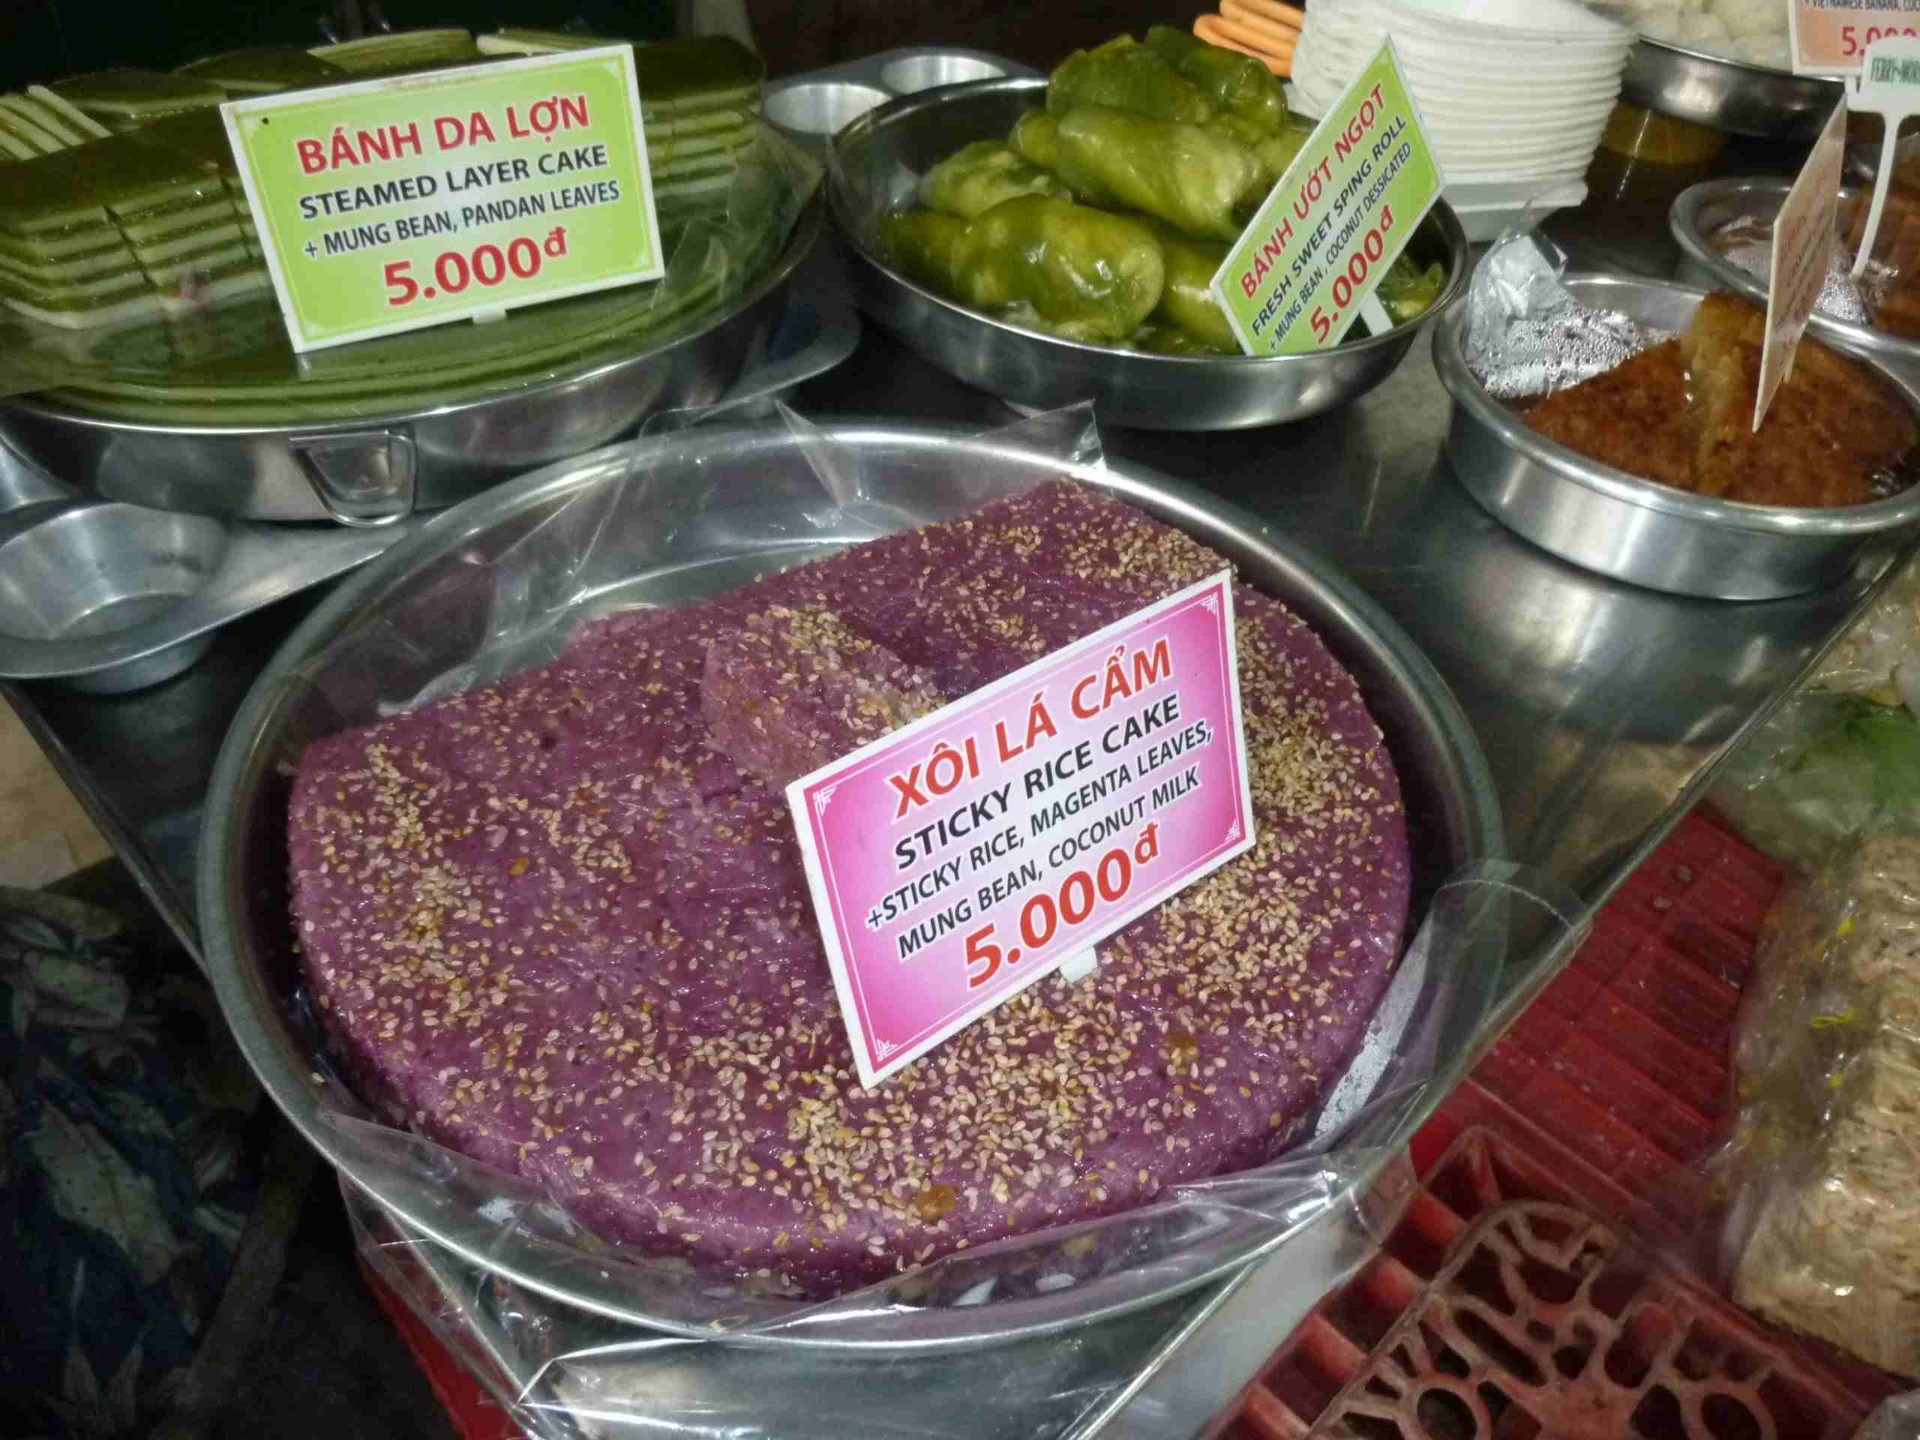 BÁNH DA LỢN
STEAMED LAYER CAKE
+ MUNG BEAN, PANDAN LEAVES
5.000đ
BÁNH ƯỚT NGỌT
FRESH SWEET SPING ROLL
+ MUNG BEAN, COCONUT DESSICATED
5.000đ
+ VIETNAMESE BANANA,
XÔI LÁ CẨM
STICKY RICE CAKE
+STICKY RICE, MAGENTA LEAVES,
MUNG BEAN, COCONUT MILK
5.000đ